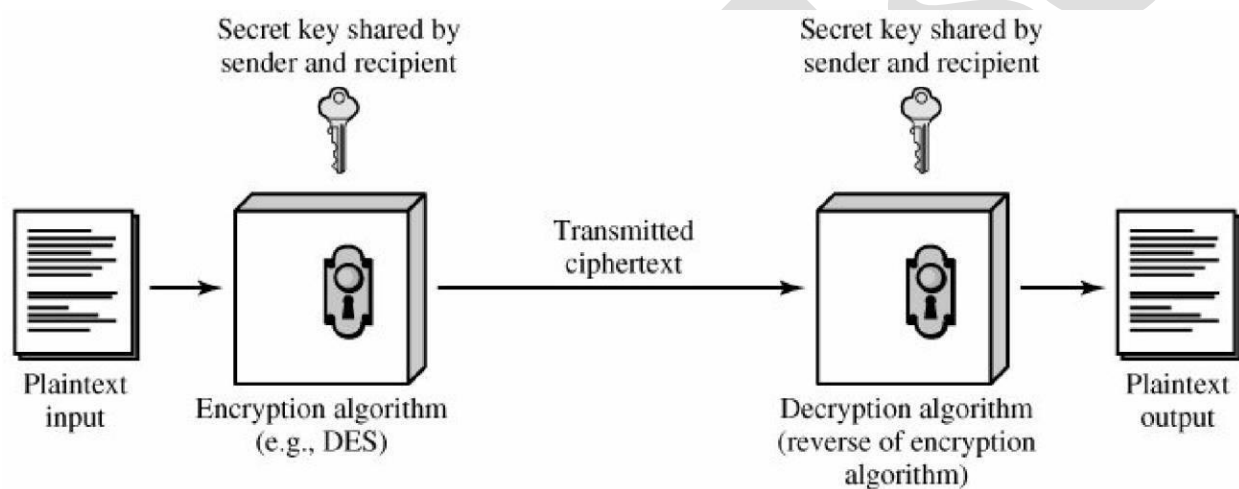 Secret key shared by
sender and recipient
Secret key shared by
sender and recipient
Transmitted
ciphertext
Plaintext
input
Encryption algorithm
(e.g., DES)
Decryption algorithm
(reverse of encryption
algorithm)
Plaintext
output